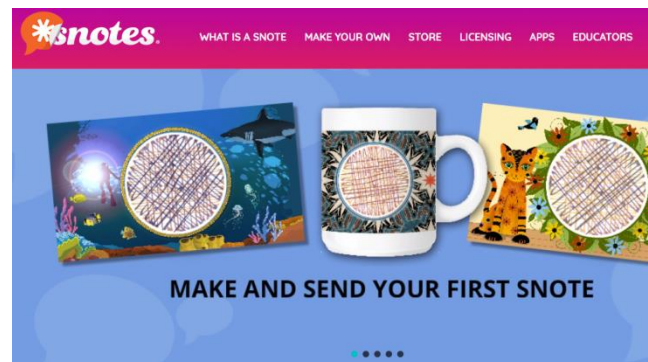 snotes.
WHAT IS A SNOTE MAKE YOUR OWN STORE LICENSING APPS EDUCATORS
MAKE AND SEND YOUR FIRST SNOTE